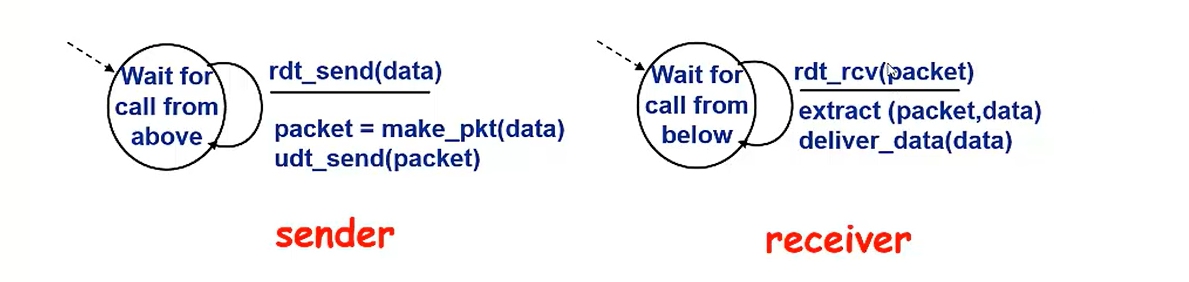 Wait for
call from
above
rdt_send(data)
packet = make_pkt(data)
udt_send(packet)
sender
Wait for
call from
below
rdt_rcv(packet)
extract (packet,data)
deliver_data(data)
receiver